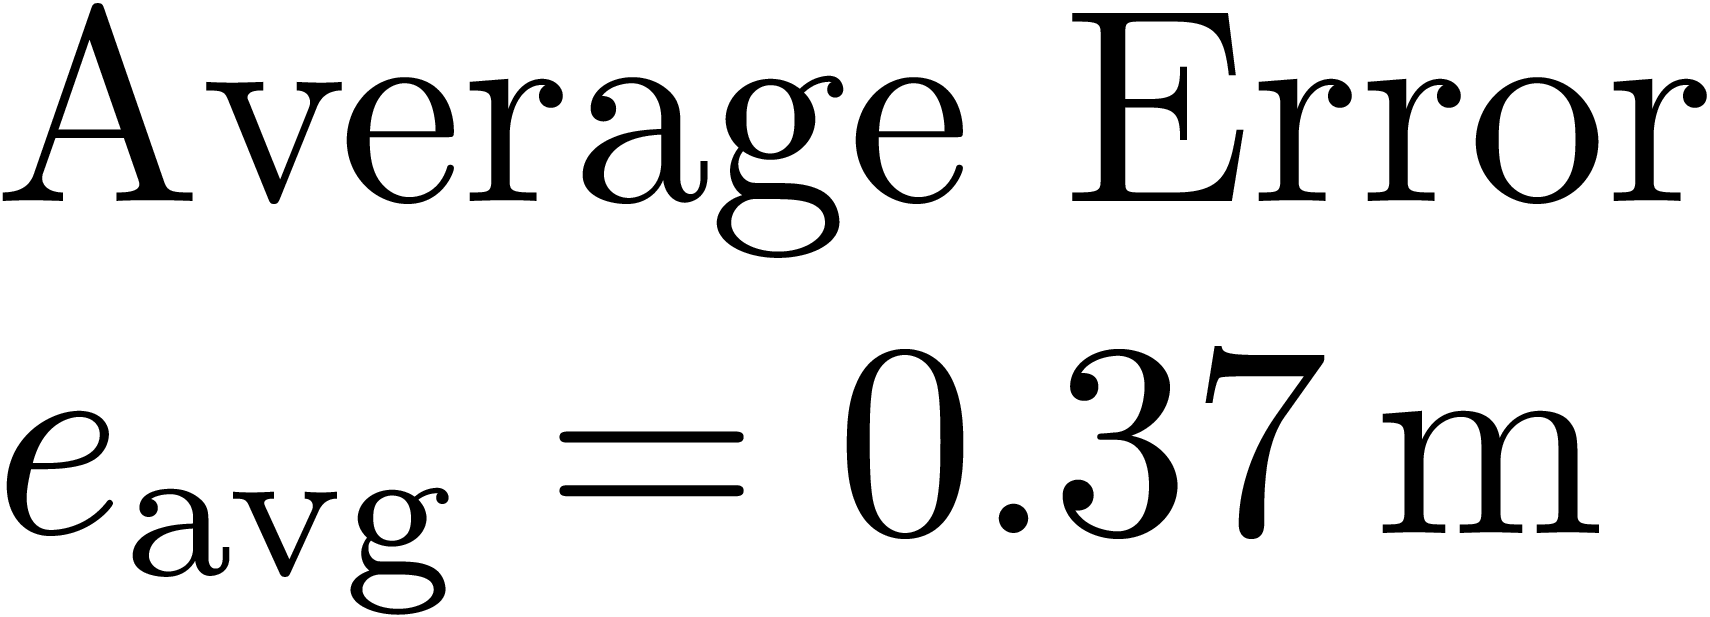 Average Error
e_avg = 0.37 m